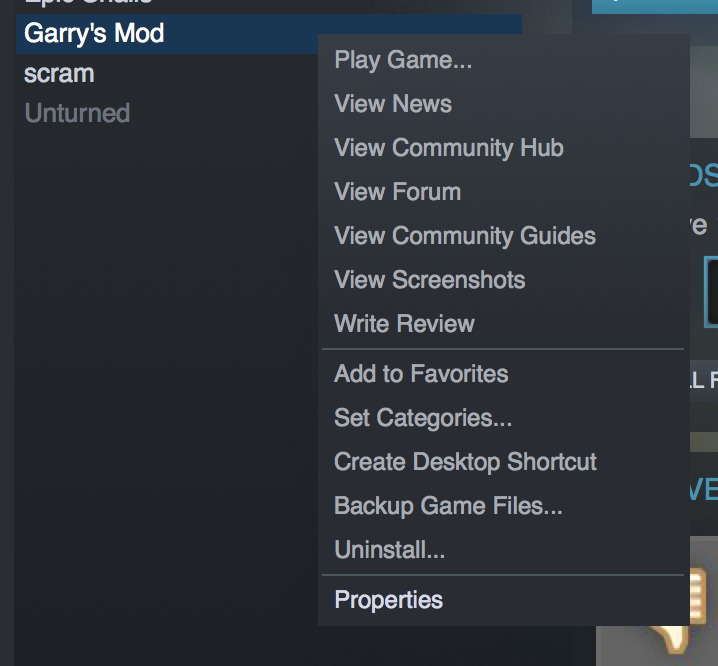 Garry's Mod
scram
Unturned
Play Game...
View News
View Community Hub
View Forum
View Community Guides
View Screenshots
Write Review
Add to Favorites
Set Categories...
Create Desktop Shortcut
Backup Game Files...
Uninstall...
Properties